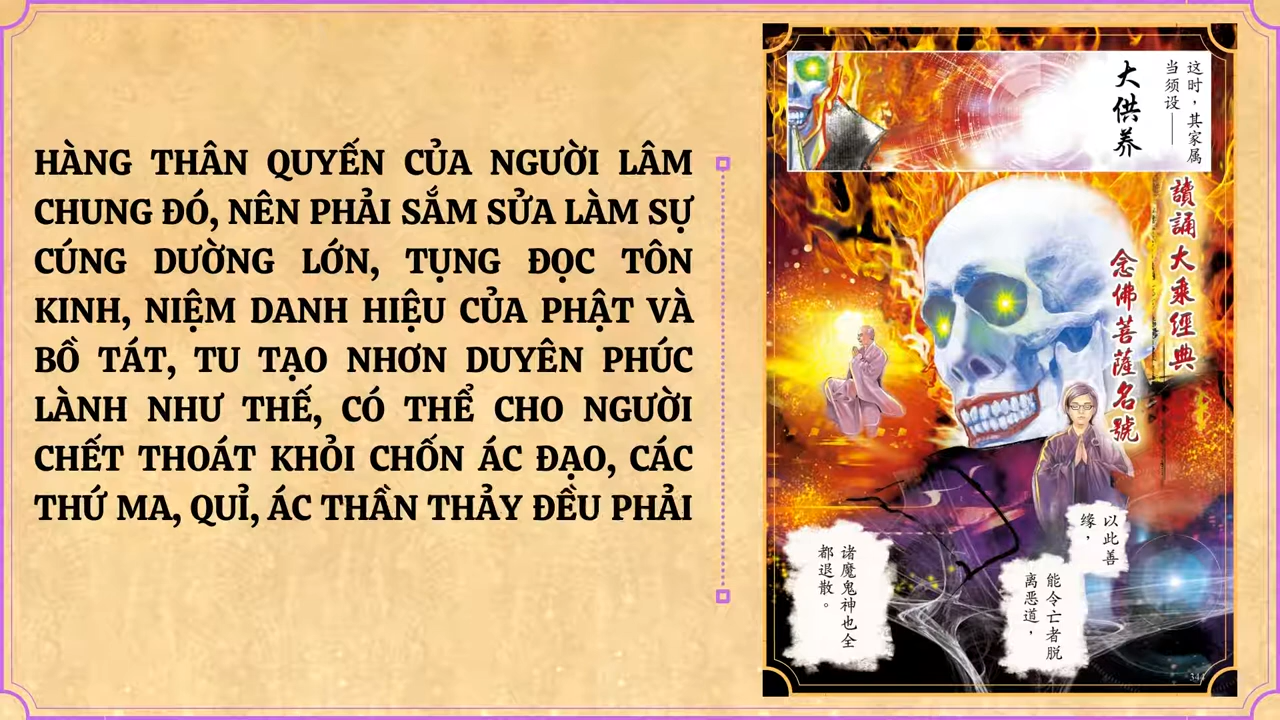 HÀNG THÂN QUYẾN CỦA NGƯỜI LÂM
CHUNG ĐÓ, NÊN PHẢI SẮM SỬA LÀM SỰ
CÚNG DƯỜNG LỚN, TỤNG ĐỌC TÔN
KINH, NIỆM DANH HIỆU CỦA PHẬT VÀ
BỒ TÁT, TU TẠO NHƠN DUYÊN PHÚC
LÀNH NHƯ THẾ, CÓ THỂ CHO NGƯỜI
CHẾT THOÁT KHỎI CHỐN ÁC ĐẠO, CÁC
THỨ MA, QUỈ, ÁC THẦN THẢY ĐỀU PHẢI
这时，其家属
当须设——
大供养
讀誦大乘經典
念佛菩薩名號
以此善
缘，
能令亡者脱
离恶道，
诸魔鬼神也全
都退散。
344